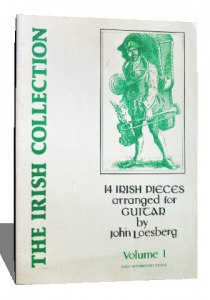 THE IRISH COLLECTION
14 IRISH PIECES
arranged for
GUITAR
by
John Loesberg
Volume 1